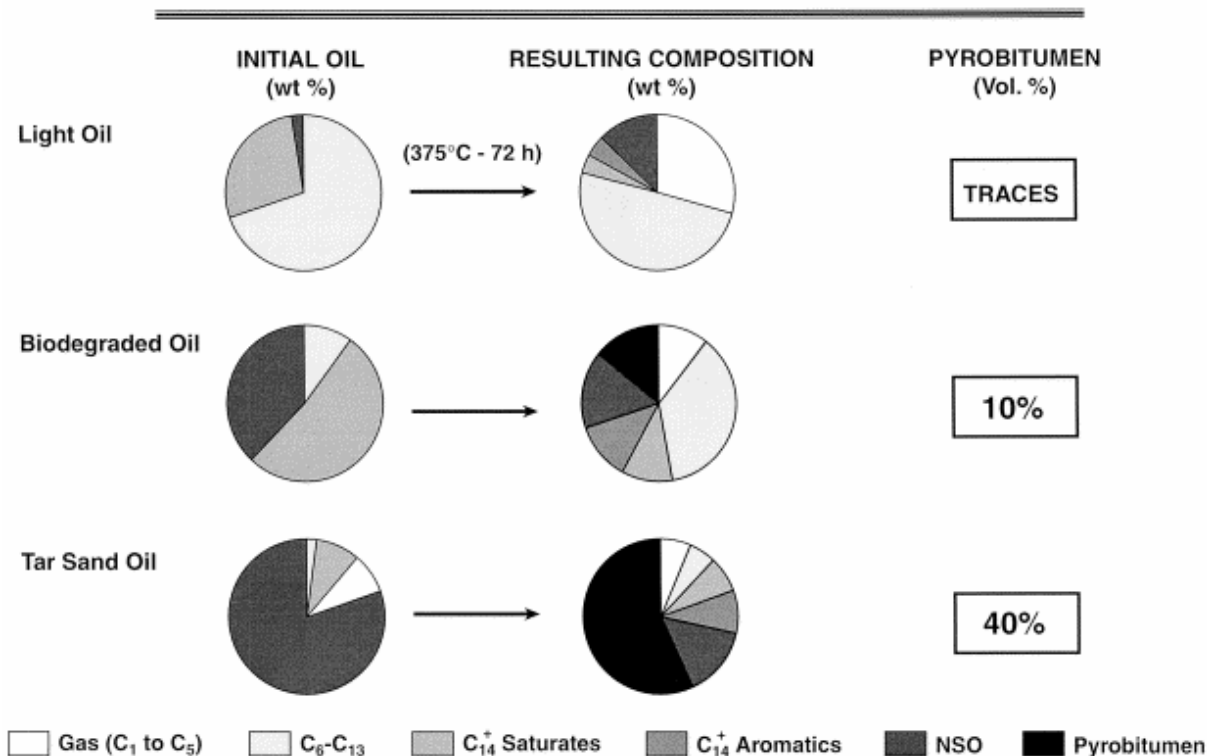 INITIAL OIL RESULTING COMPOSITION PYROBITUMEN
(wt %) (wt %) (Vol. %)
Light Oil
(375°C - 72 h)
TRACES
Biodegraded Oil
10%
Tar Sand Oil
40%
Gas (C₁ to C₅) C₆-C₁₃ C₁₄⁺ Saturates C₁₄⁺ Aromatics NSO Pyrobitumen